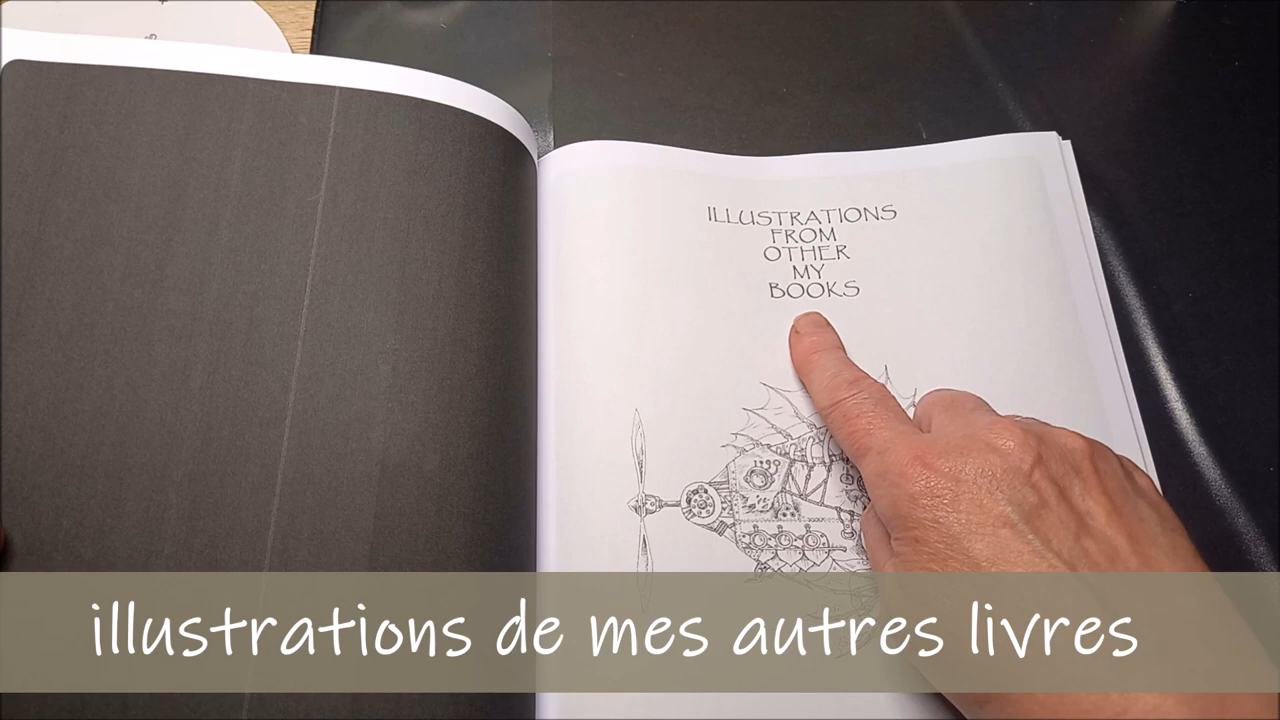 ILLUSTRATIONS
FROM
OTHER
MY
BOOKS
illustrations de mes autres livres